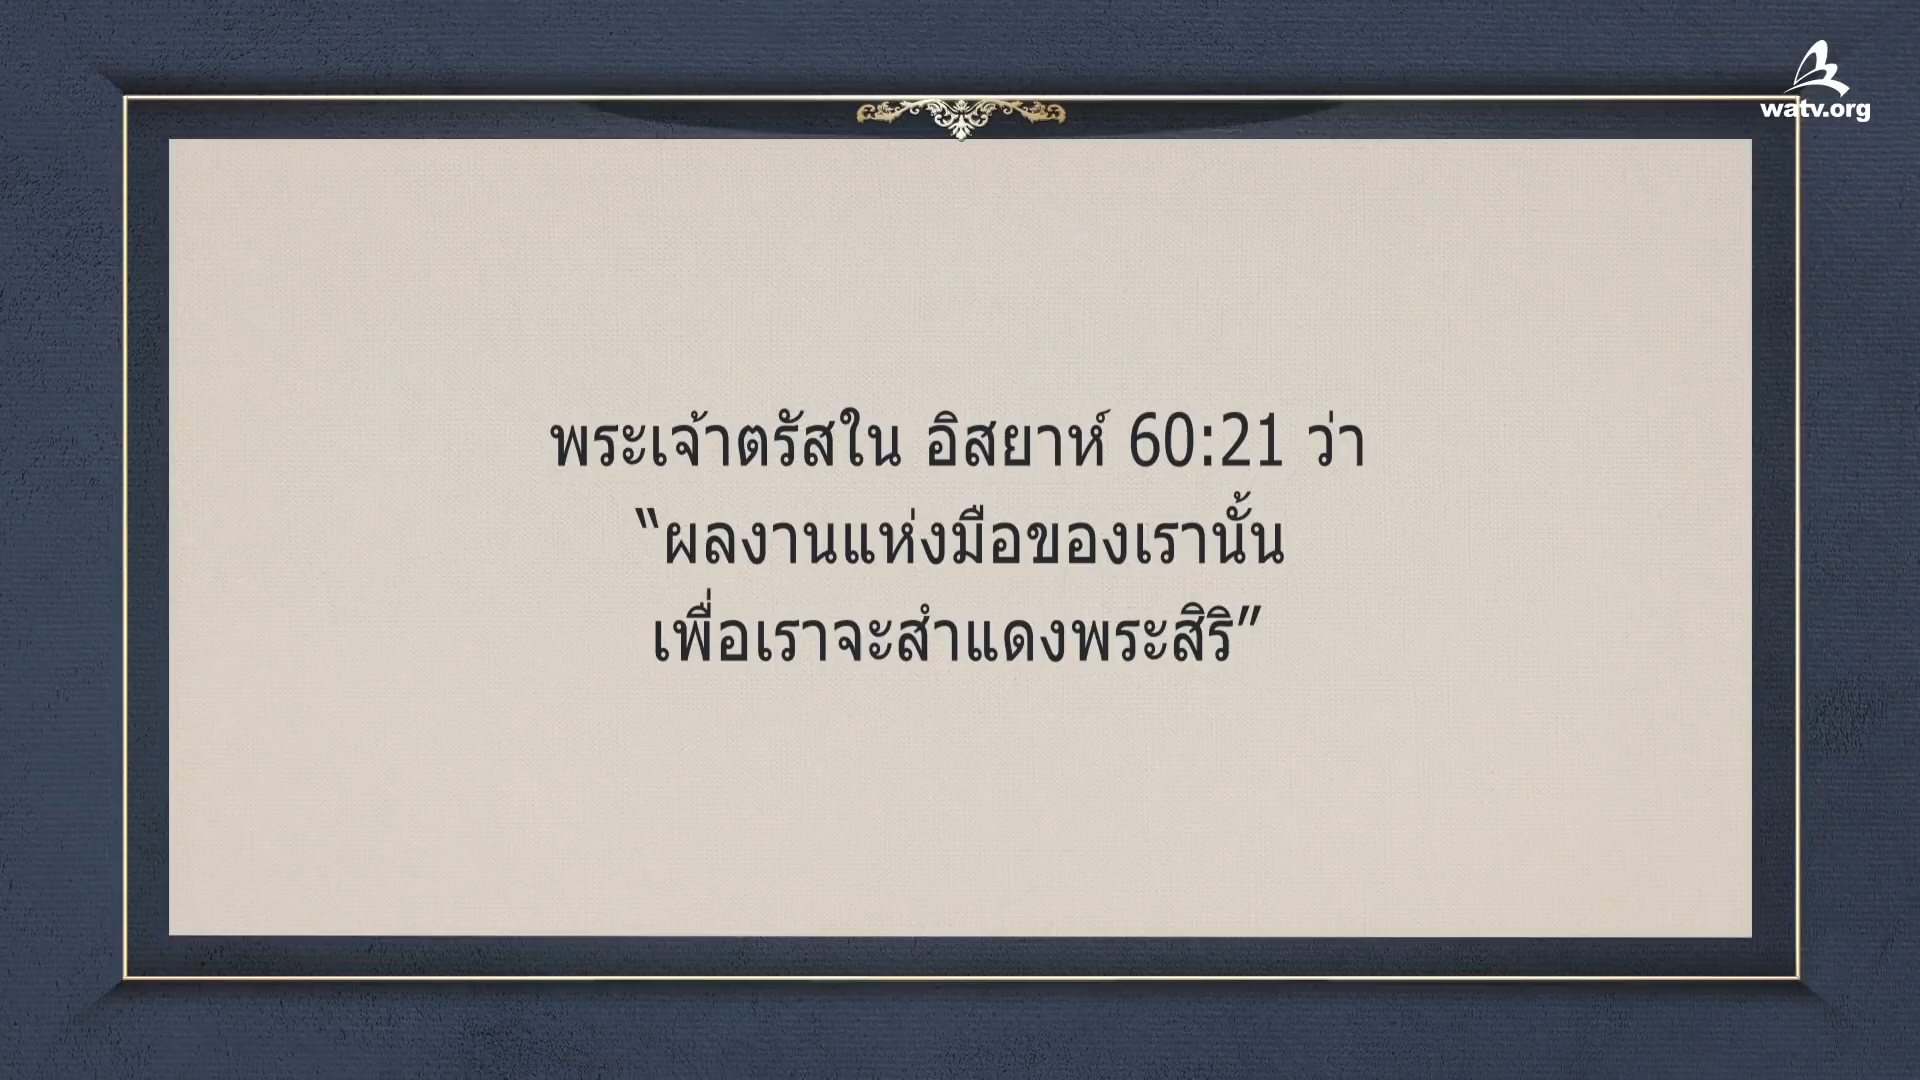 watv.org
พระเจ้าตรัสใน อิสยาห์ 60:21 ว่า
“ผลงานแห่งมือของเรานั้น
เพื่อเราจะสำแดงพระสิริ”